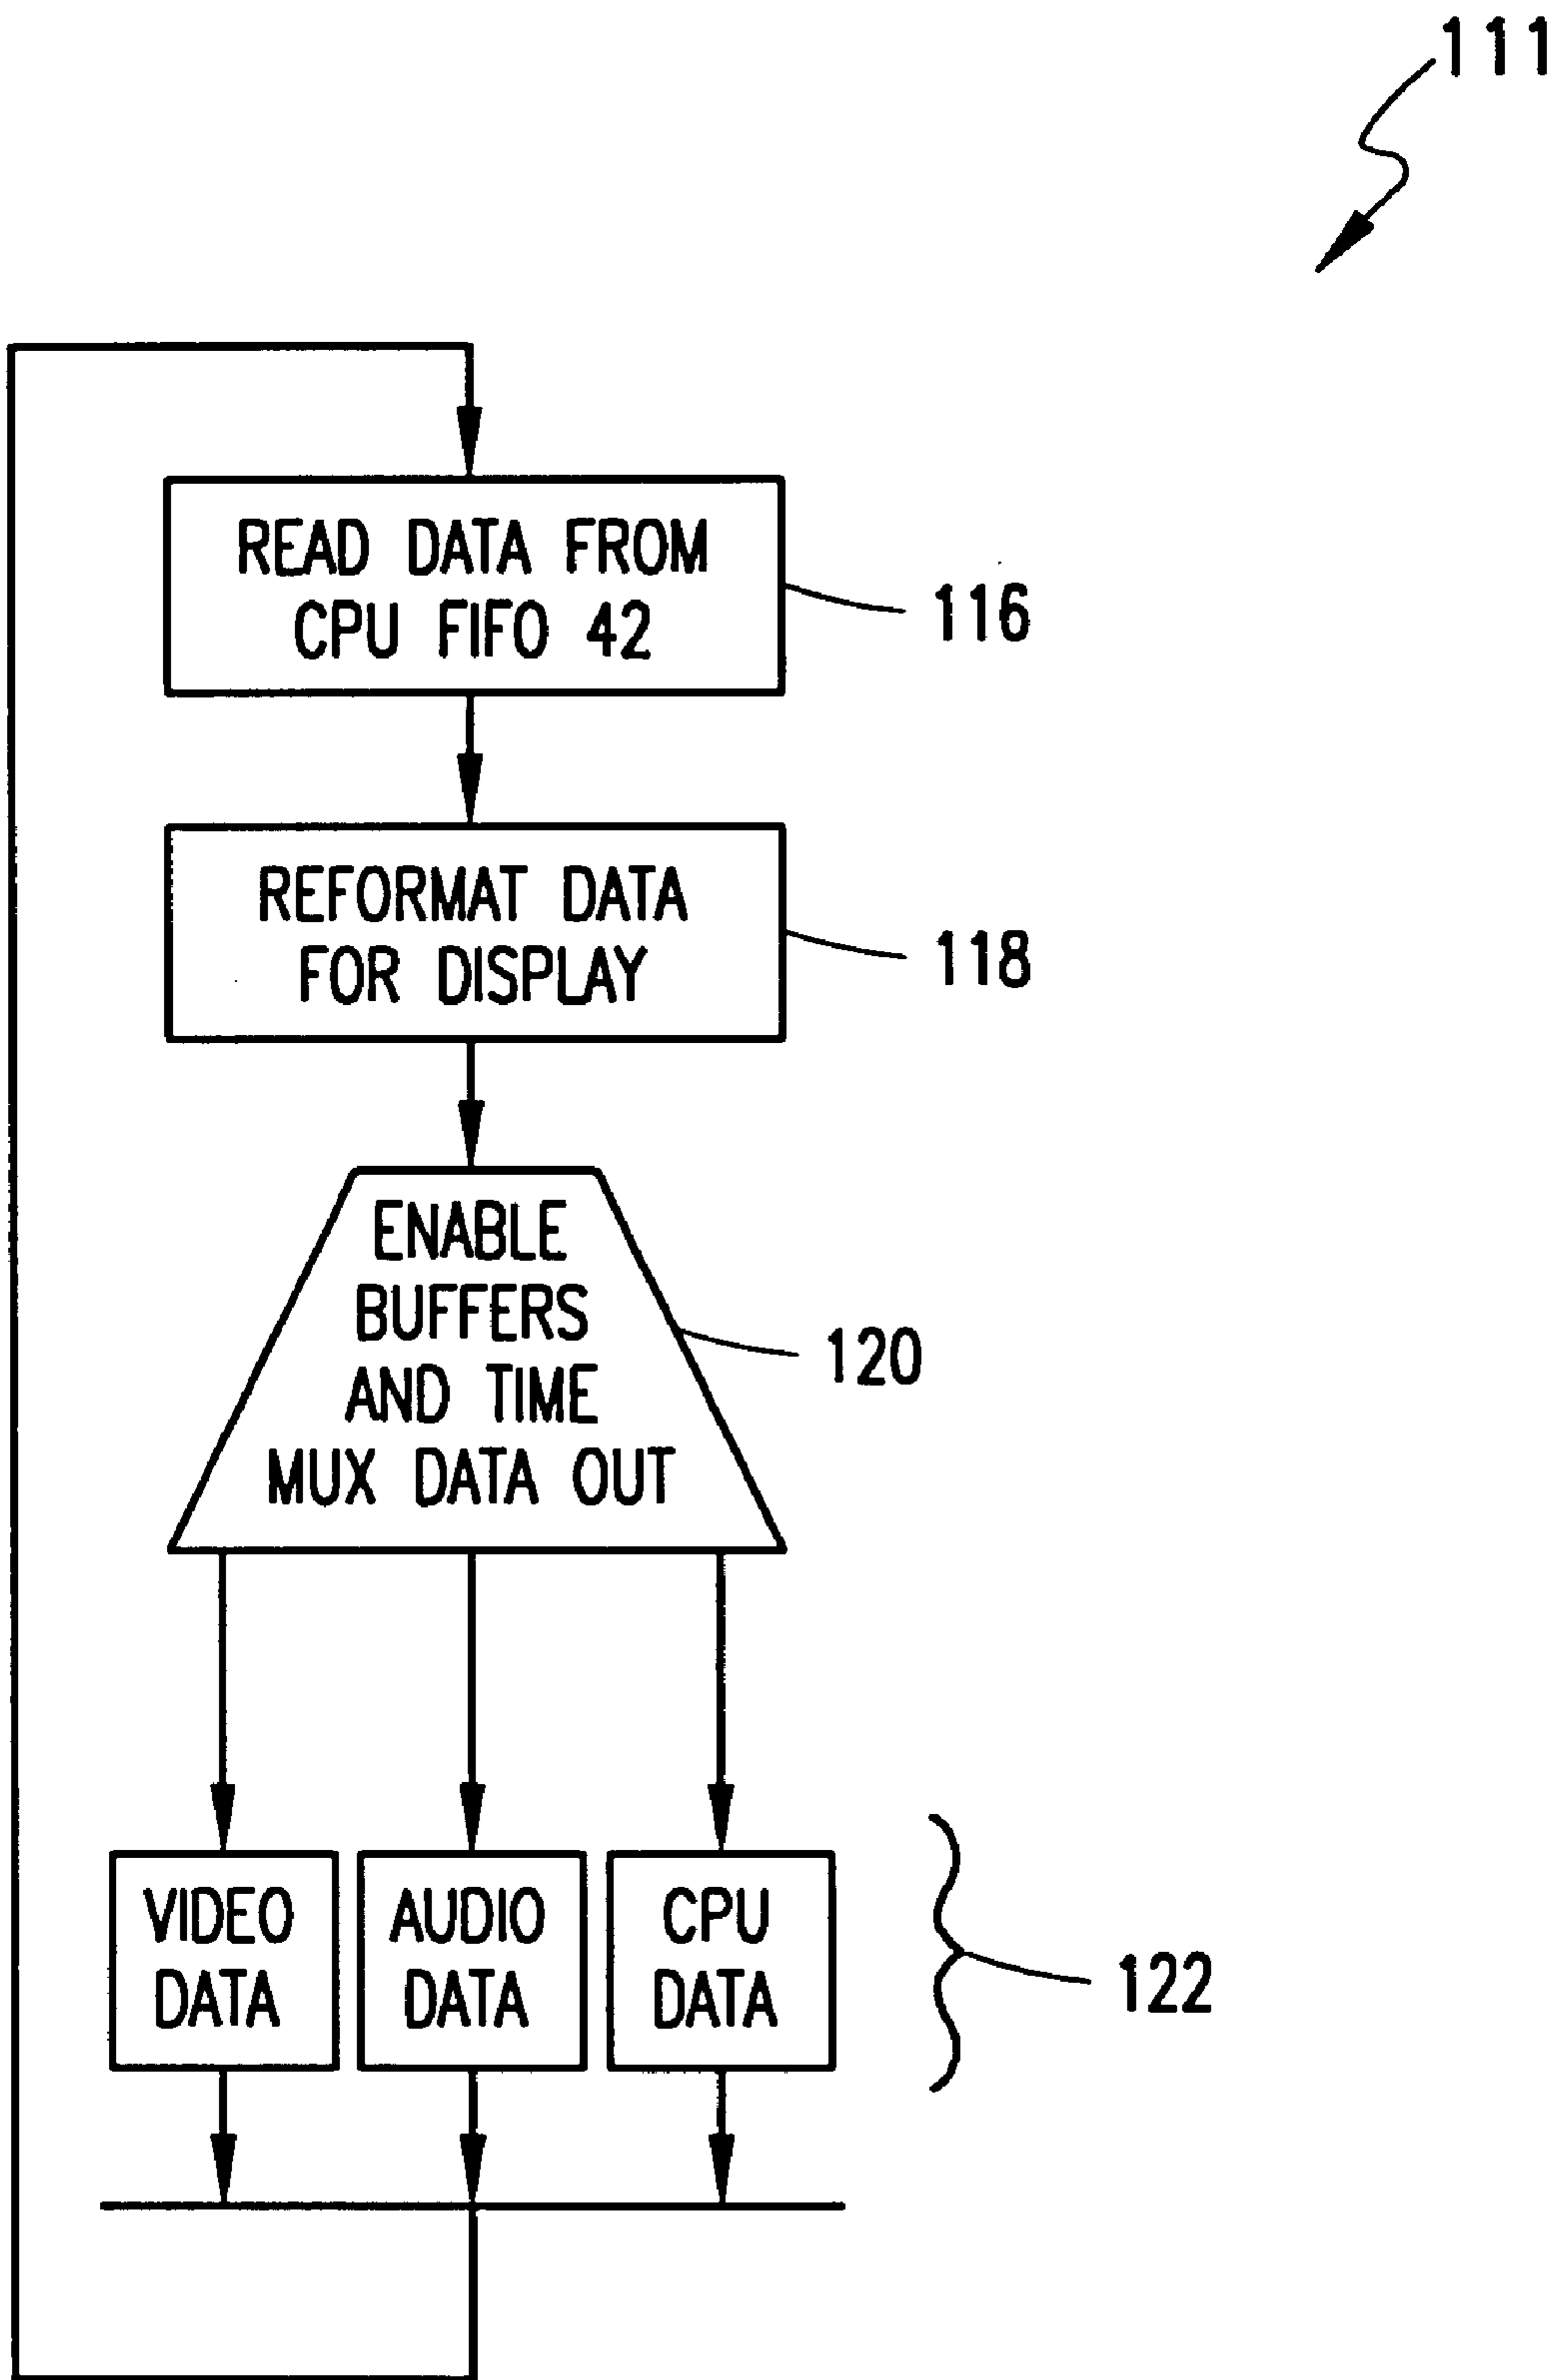 111
READ DATA FROM
CPU FIFO 42
116
REFORMAT DATA
FOR DISPLAY
118
ENABLE
BUFFERS
AND TIME
MUX DATA OUT
120
VIDEO
DATA
AUDIO
DATA
CPU
DATA
122